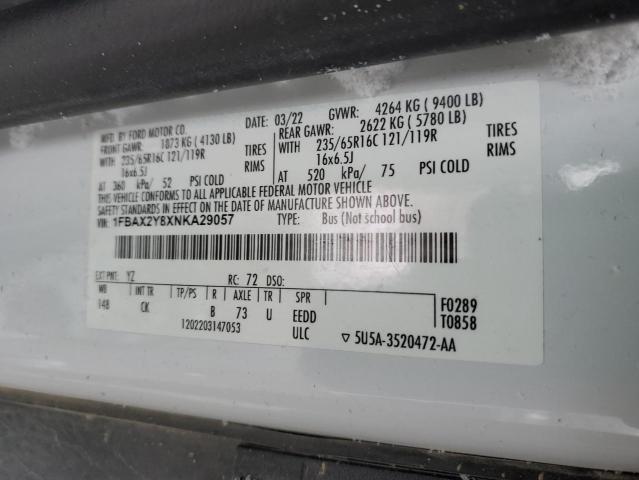 MFD. BY FORD MOTOR CO.
DATE: 03/22 GVWR: 4264 KG ( 9400 LB)
FRONT GAWR: 1873 KG ( 4130 LB) REAR GAWR: 2622 KG ( 5780 LB)
WITH 235/65R16C 121/119R TIRES WITH 235/65R16C 121/119R TIRES
16x6.5J RIMS 16x6.5J RIMS
AT 360 kPa/ 52 PSI COLD AT 520 kPa/ 75 PSI COLD
THIS VEHICLE CONFORMS TO ALL APPLICABLE FEDERAL MOTOR VEHICLE
SAFETY STANDARDS IN EFFECT ON THE DATE OF MANUFACTURE SHOWN ABOVE.
VIN: 1FBAX2Y8XNKA29057 TYPE: Bus (Not school bus)
EXT PNT: YZ RC: 72 DSO:
WB INT TR TP/PS R AXLE TR SPR
148 CK B 73 U EEDD
1202203147053 ULC
F0289
T0858
▽ 5U5A-3520472-AA